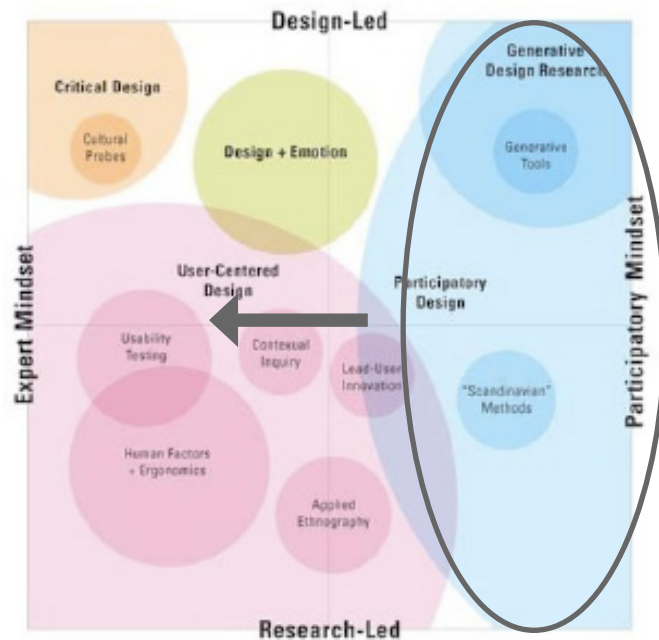 Design-Led
Generative
Design Research
Critical Design
Cultural
Probes
Design + Emotion
Generative
Tools
Expert Mindset
Participatory Mindset
User-Centered
Design
Participatory
Design
Usability
Testing
Contexual
Inquiry
Lead-User
Innovation
"Scandinavian"
Methods
Human Factors
+ Ergonomics
Applied
Ethnography
Research-Led